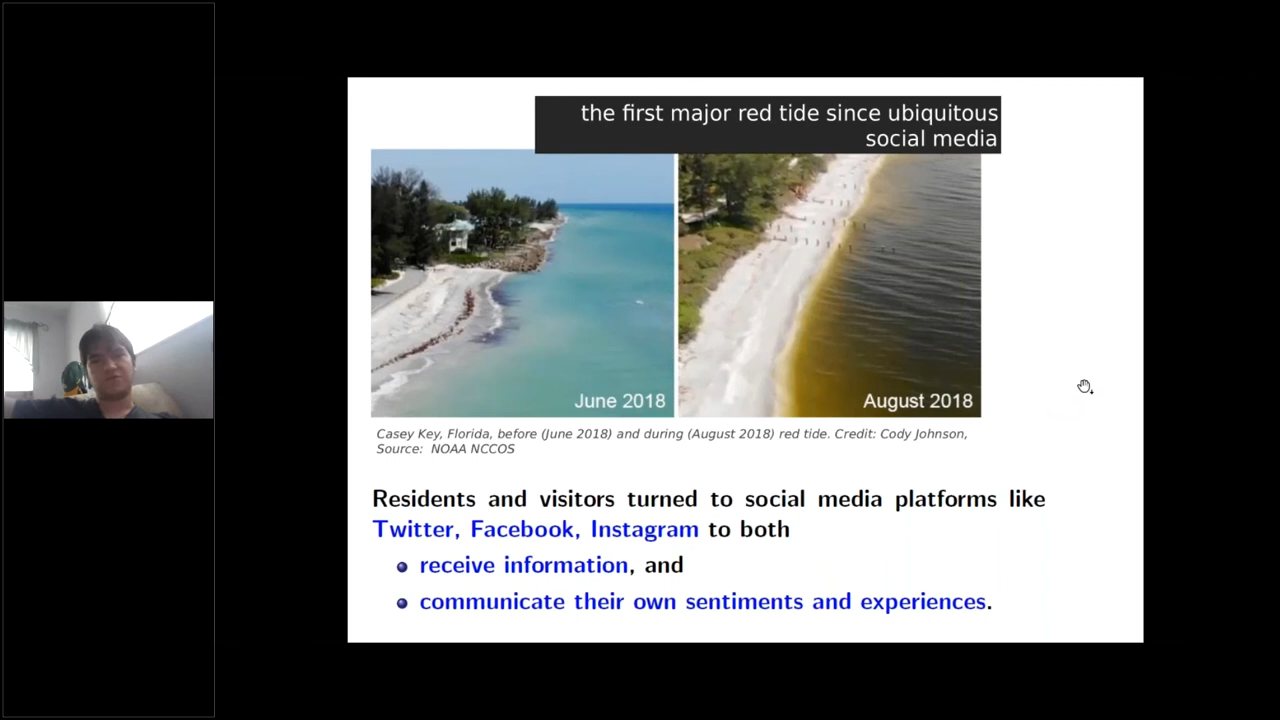 the first major red tide since ubiquitous
social media
June 2018
August 2018
Casey Key, Florida, before (June 2018) and during (August 2018) red tide. Credit: Cody Johnson,
Source: NOAA NCCOS
Residents and visitors turned to social media platforms like
Twitter, Facebook, Instagram to both
receive information, and
communicate their own sentiments and experiences.